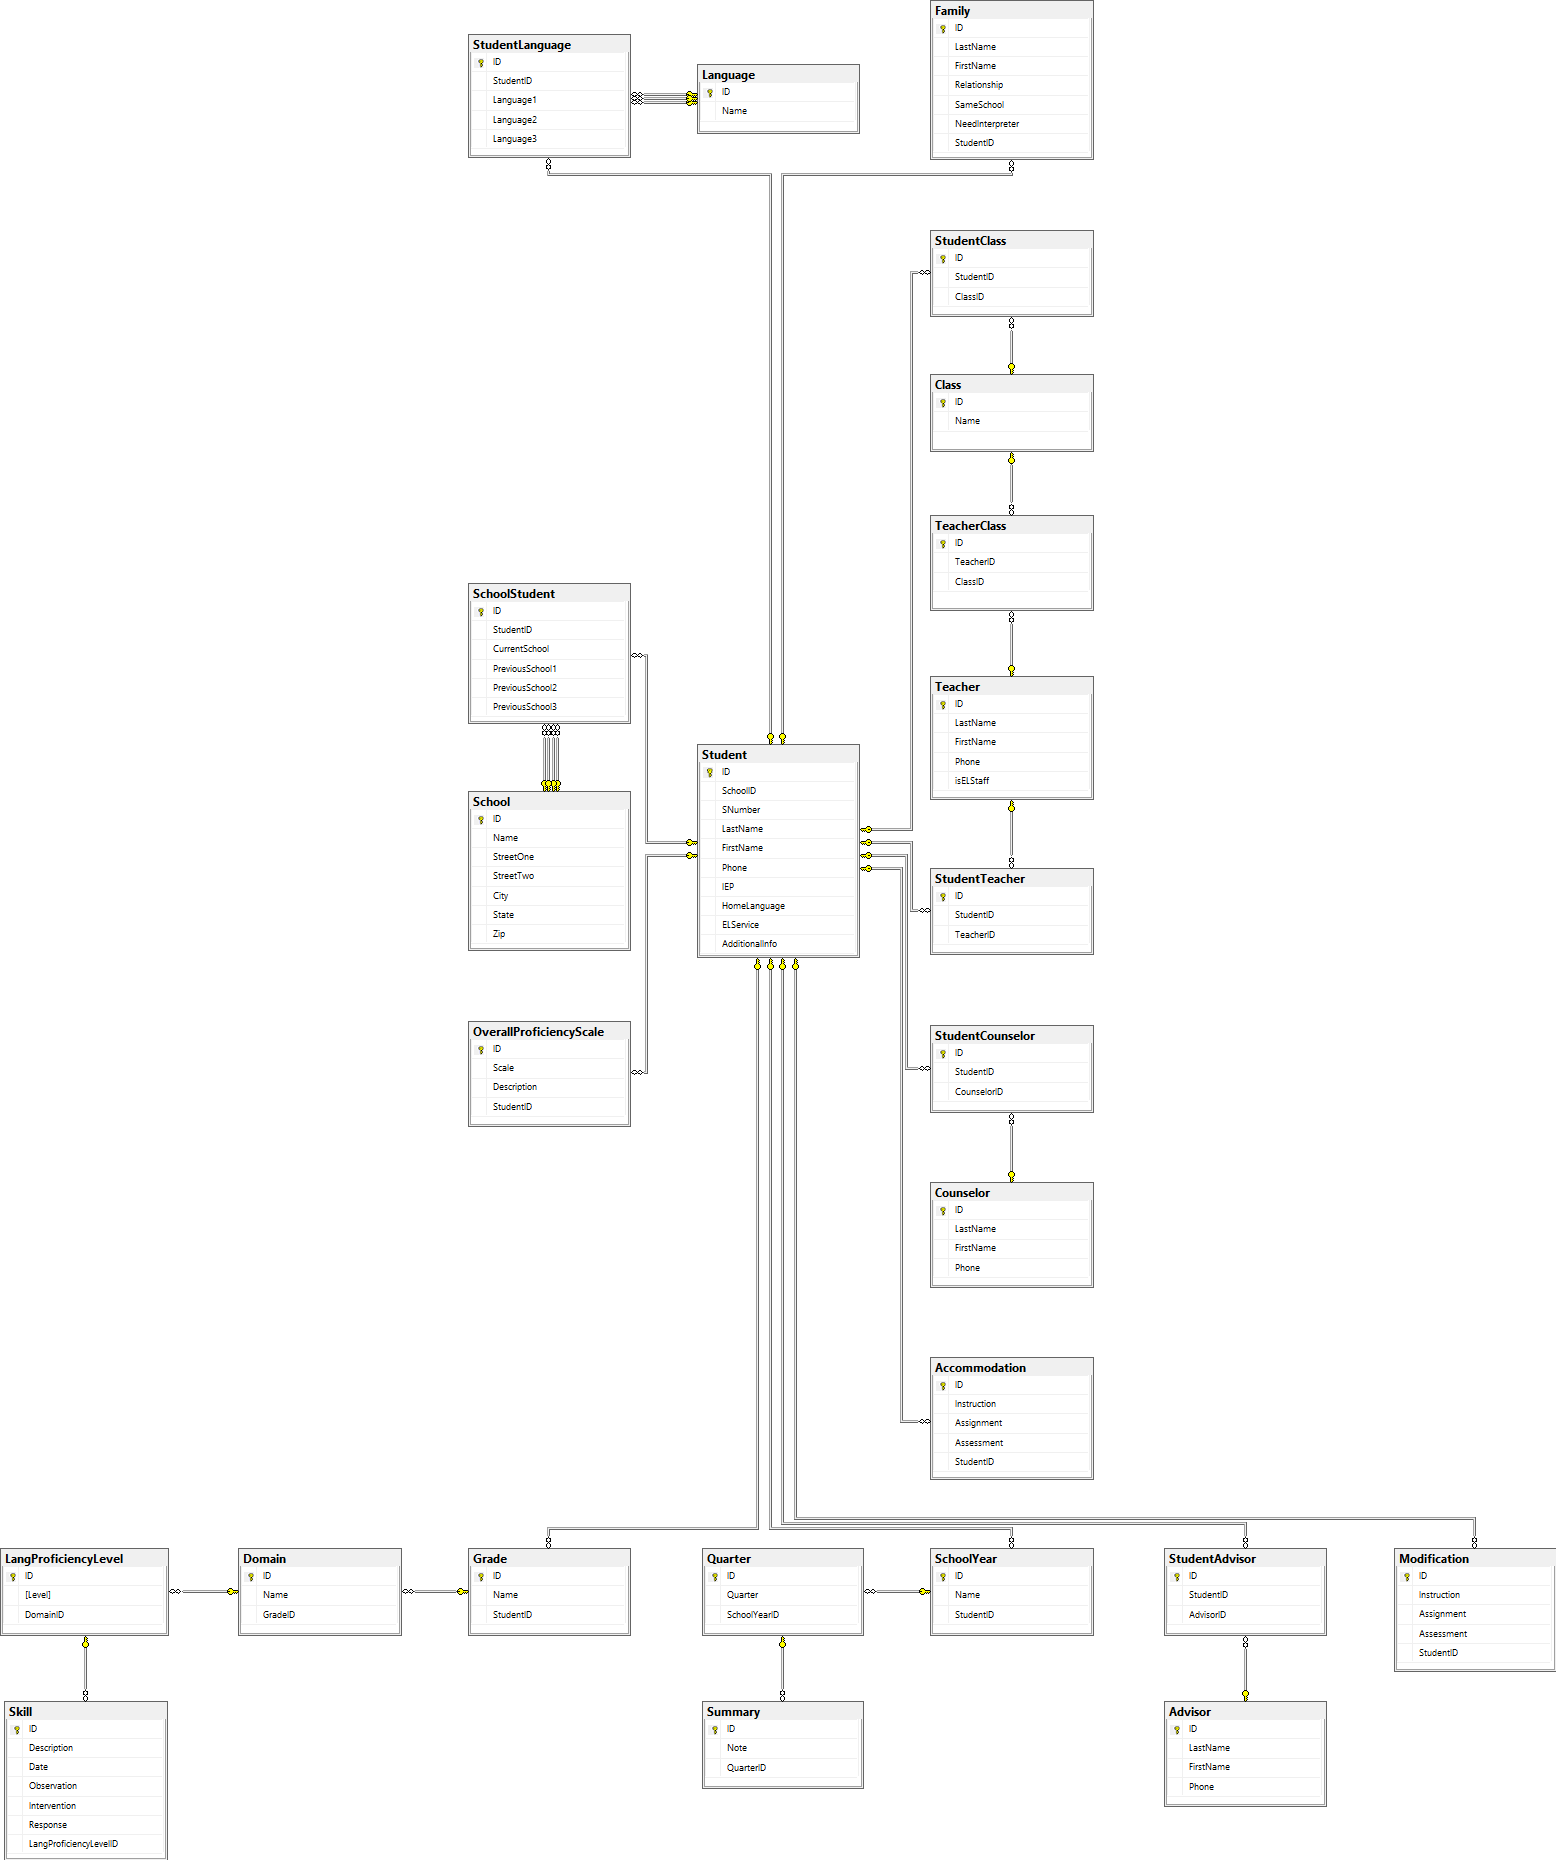 Family
ID
LastName
FirstName
Relationship
SameSchool
NeedInterpreter
StudentID
StudentLanguage
ID
StudentID
Language1
Language2
Language3
Language
ID
Name
StudentClass
ID
StudentID
ClassID
Class
ID
Name
TeacherClass
ID
TeacherID
ClassID
SchoolStudent
ID
StudentID
CurrentSchool
PreviousSchool1
PreviousSchool2
PreviousSchool3
Teacher
ID
LastName
FirstName
Phone
isELStaff
Student
ID
SchoolID
SNumber
LastName
FirstName
Phone
IEP
HomeLanguage
ELService
AdditionalInfo
School
ID
Name
StreetOne
StreetTwo
City
State
Zip
StudentTeacher
ID
StudentID
TeacherID
OverallProficiencyScale
ID
Scale
Description
StudentID
StudentCounselor
ID
StudentID
CounselorID
Counselor
ID
LastName
FirstName
Phone
Accommodation
ID
Instruction
Assignment
Assessment
StudentID
LangProficiencyLevel
ID
[Level]
DomainID
Domain
ID
Name
GradeID
Grade
ID
Name
StudentID
Quarter
ID
Quarter
SchoolYearID
SchoolYear
ID
Name
StudentID
StudentAdvisor
ID
StudentID
AdvisorID
Modification
ID
Instruction
Assignment
Assessment
StudentID
Skill
ID
Description
Date
Observation
Intervention
Response
LangProficiencyLevelID
Summary
ID
Note
QuarterID
Advisor
ID
LastName
FirstName
Phone